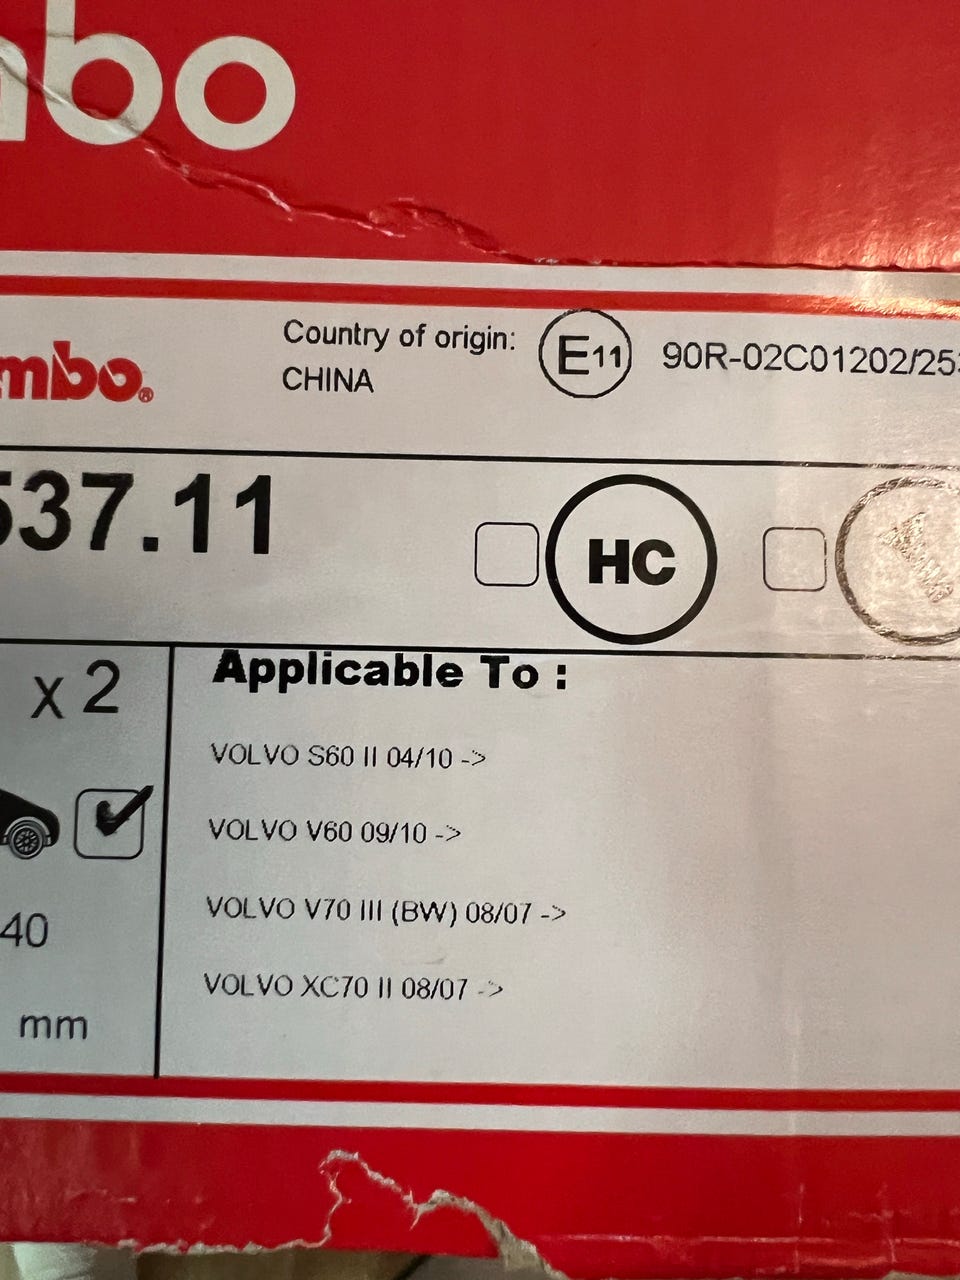 bo
mbo®
Country of origin:
CHINA
E11
90R-02C01202/25
537.11
HC
x 2
Applicable To :
VOLVO S60 II 04/10 ->
VOLVO V60 09/10 ->
VOLVO V70 III (BW) 08/07 ->
VOLVO XC70 II 08/07 ->
40
mm